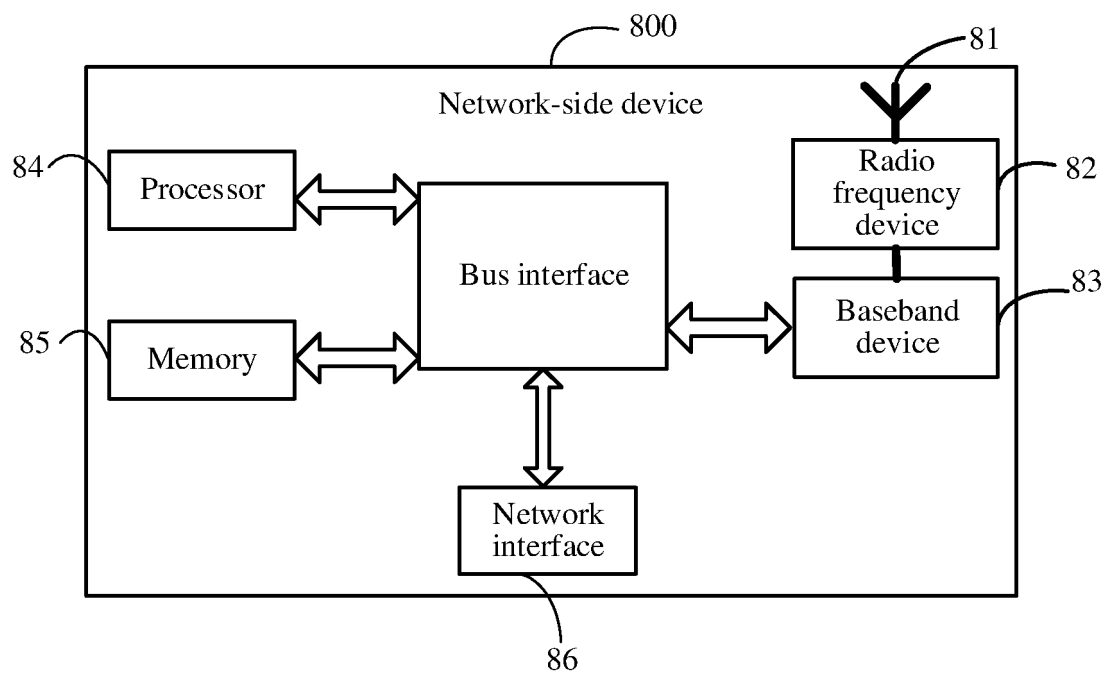 800
81
Network-side device
84
Processor
Radio
frequency
device
82
Bus interface
83
Baseband
device
85
Memory
Network
interface
86